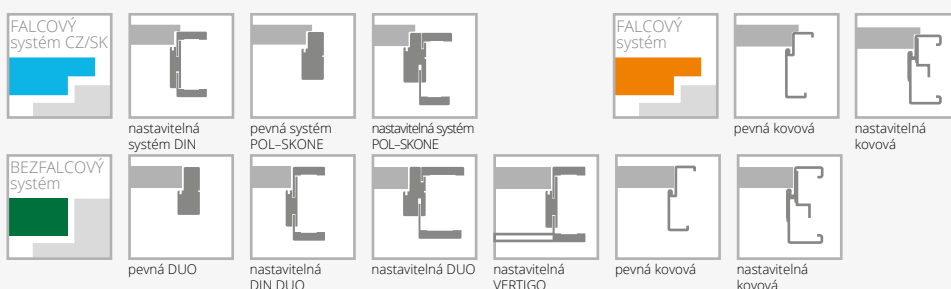 FALCOVÝ
systém CZ/SK
nastavitelná
systém DIN
pevná systém
POL–SKONE
nastavitelná systém
POL–SKONE
FALCOVÝ
systém
pevná kovová
nastavitelná
kovová
BEZFALCOVÝ
systém
pevná DUO
nastavitelná
DIN DUO
nastavitelná DUO
nastavitelná
VERTIGO
pevná kovová
nastavitelná
kovová